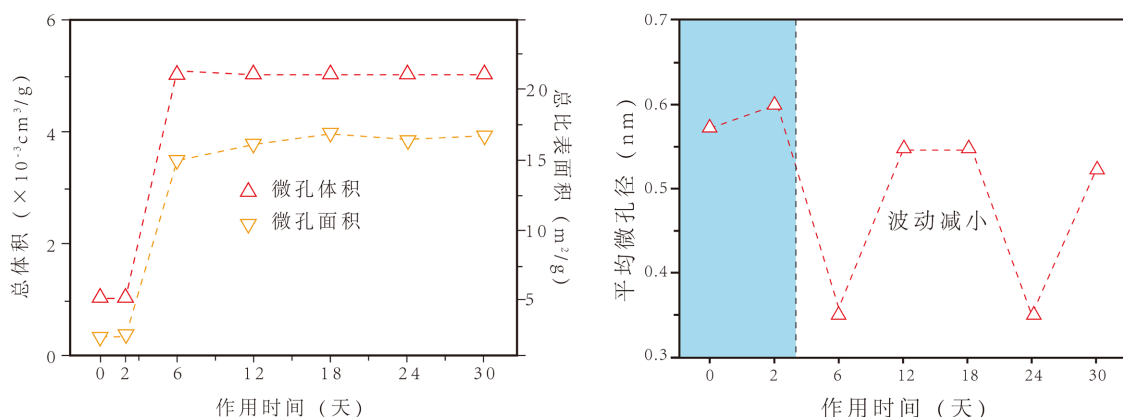 6
4
2
0
总体积 (×10⁻³cm³/g)
20
15
10
5
总比表面积 (m²/g)
微孔体积
微孔面积
0 2 6 12 18 24 30
作用时间 (天)
0.7
0.6
0.5
0.4
0.3
平均微孔径 (nm)
波动减小
0 2 6 12 18 24 30
作用时间 (天)